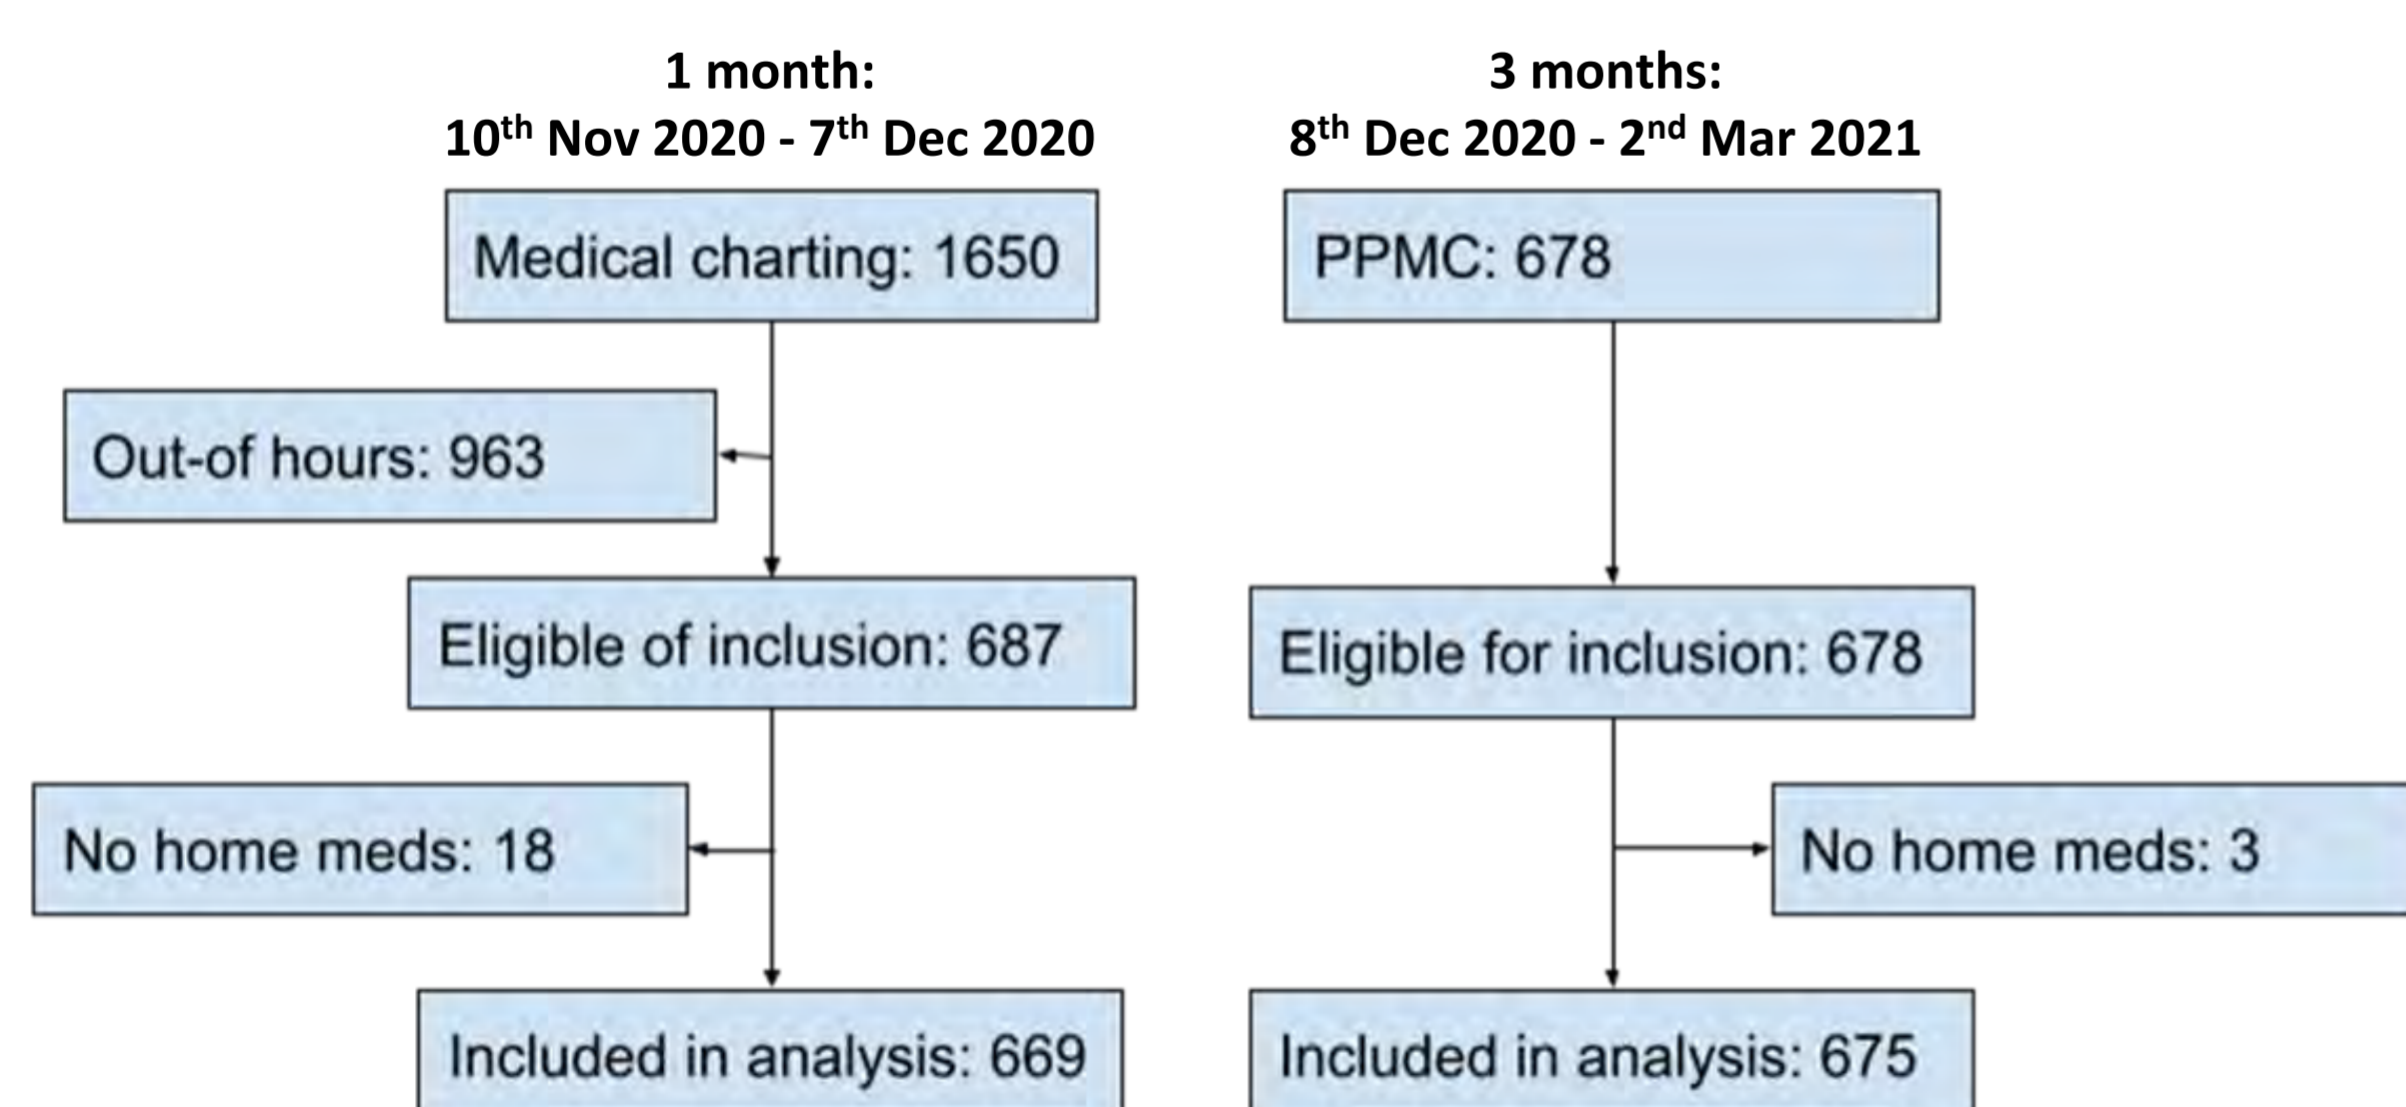 1 month:
10th Nov 2020 - 7th Dec 2020
Medical charting: 1650
Out-of hours: 963
Eligible of inclusion: 687
No home meds: 18
Included in analysis: 669
3 months:
8th Dec 2020 - 2nd Mar 2021
PPMC: 678
Eligible for inclusion: 678
No home meds: 3
Included in analysis: 675